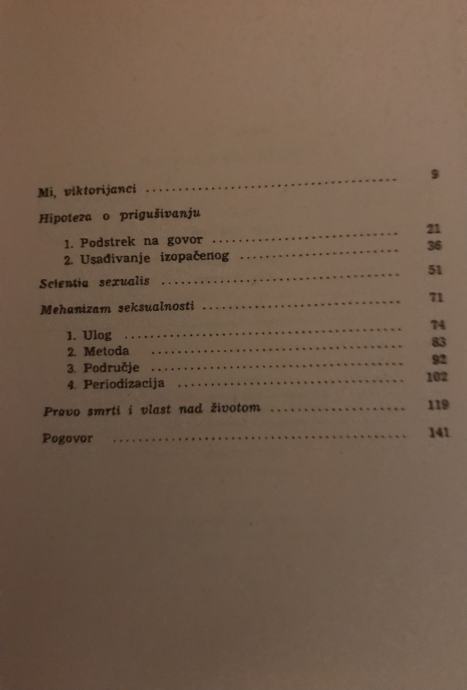 Mi, viktorijanci ........................................ 9
Hipoteza o prigušivanju
1. Podstrek na govor ............................ 21
2. Usađivanje izopačenog ........................ 36
Scientia sexualis ........................................ 51
Mehanizam seksualnosti .............................. 71
1. Ulog ........................................ 74
2. Metoda ...................................... 83
3. Područje .................................... 92
4. Periodizacija ................................ 102
Pravo smrti i vlast nad životom .................... 119
Pogovor ............................................ 141